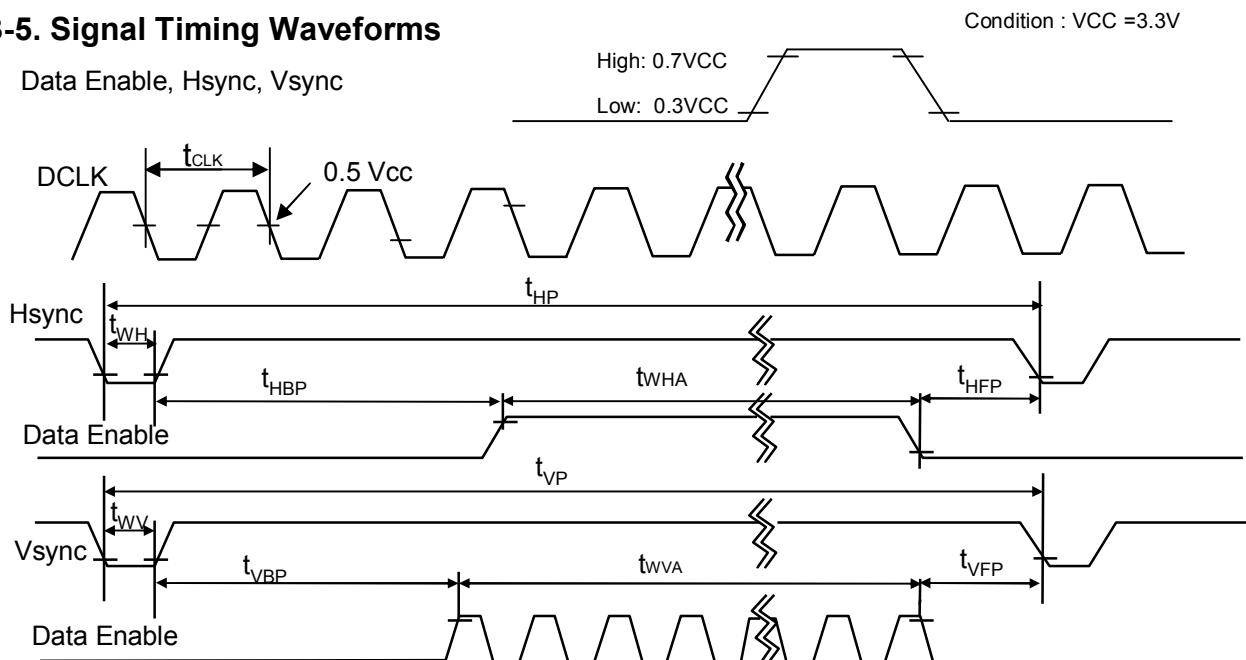 3-5. Signal Timing Waveforms
Condition : VCC =3.3V
Data Enable, Hsync, Vsync
High: 0.7VCC
Low: 0.3VCC
tCLK
DCLK
0.5 Vcc
tHP
Hsync
tWH
tHBP
tWHA
tHFP
Data Enable
tVP
tWV
Vsync
tVBP
tWVA
tVFP
Data Enable